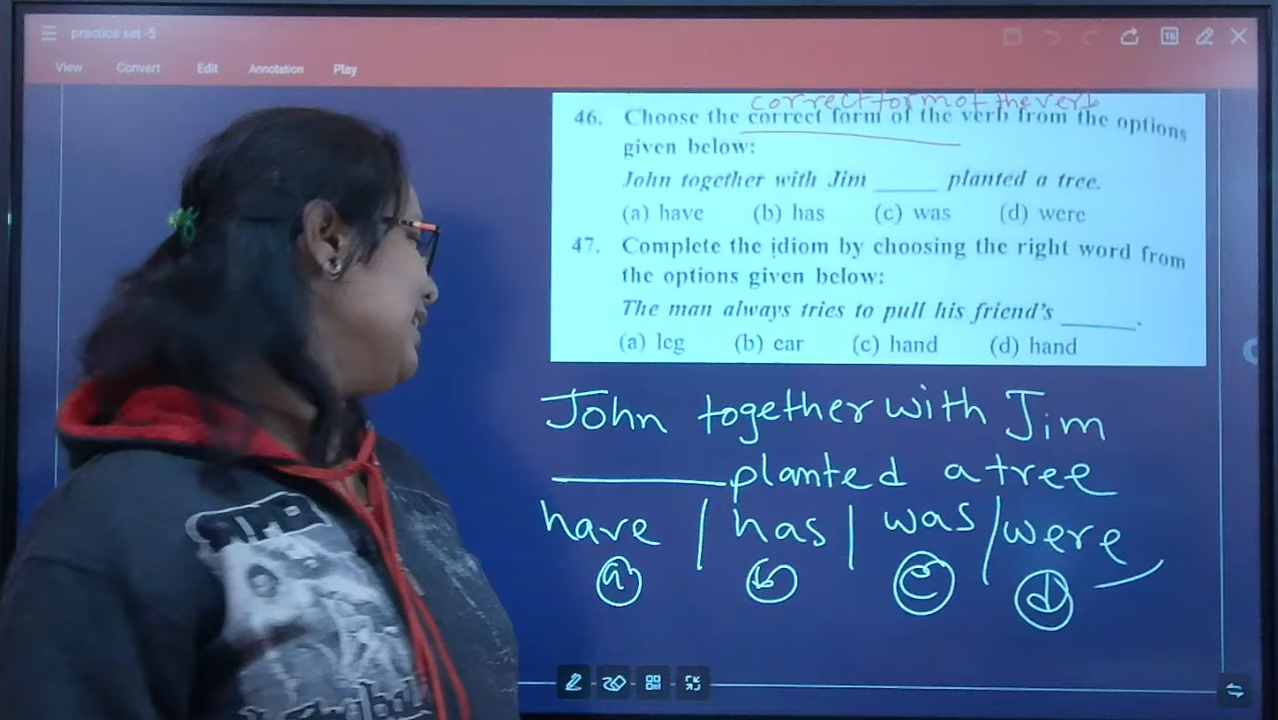 practice set -5
View Convert Edit Annotation Play
16
correct form of the verb
46. Choose the correct form of the verb from the options
given below:
John together with Jim _____ planted a tree.
(a) have (b) has (c) was (d) were
47. Complete the idiom by choosing the right word from
the options given below:
The man always tries to pull his friend's ______.
(a) leg (b) ear (c) hand (d) hand
John together with Jim
________ planted a tree
have / has / was / were
(a) (b) (c) (d)